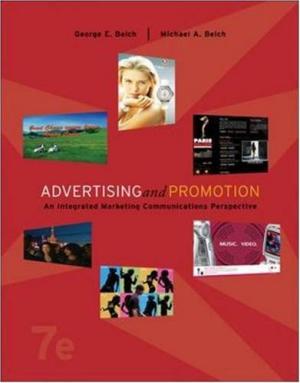 George E. Belch | Michael A. Belch
PARIS
ADVERTISING and PROMOTION
An Integrated Marketing Communications Perspective
MUSIC. VIDEO.
7e